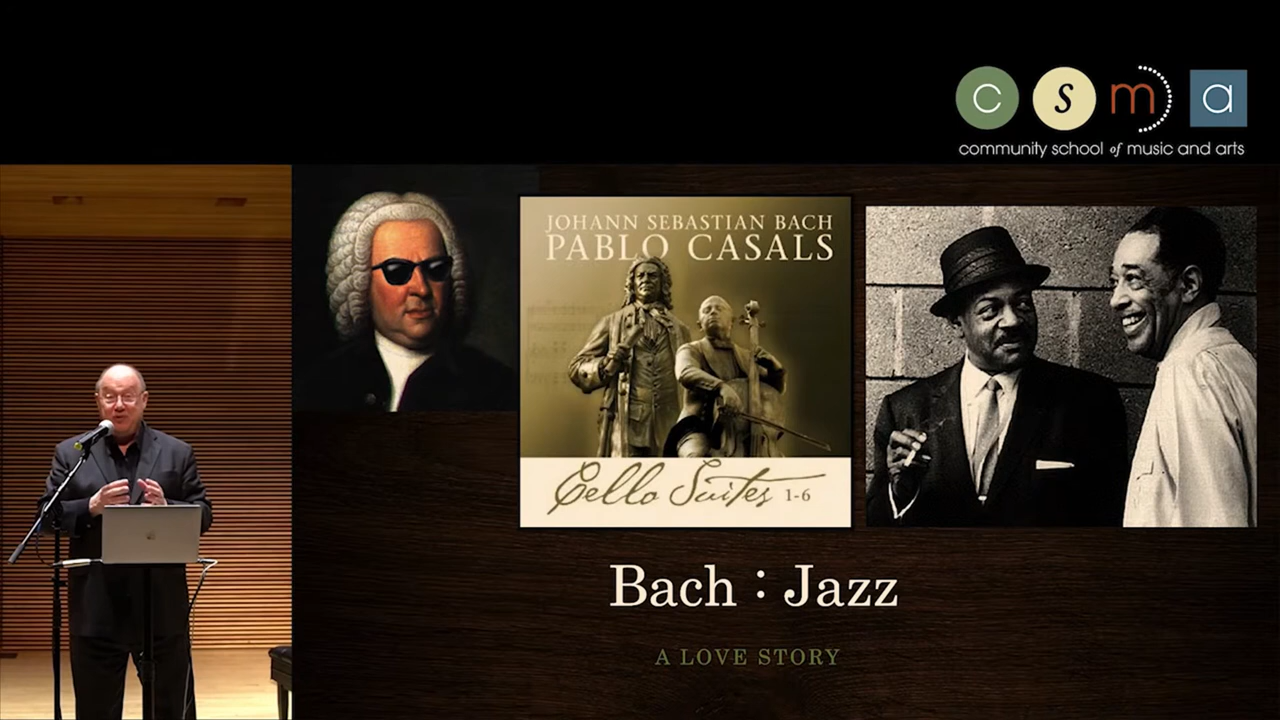 c s m a
community school of music and arts
JOHANN SEBASTIAN BACH
PABLO CASALS
Cello Suites 1-6
Bach : Jazz
A LOVE STORY